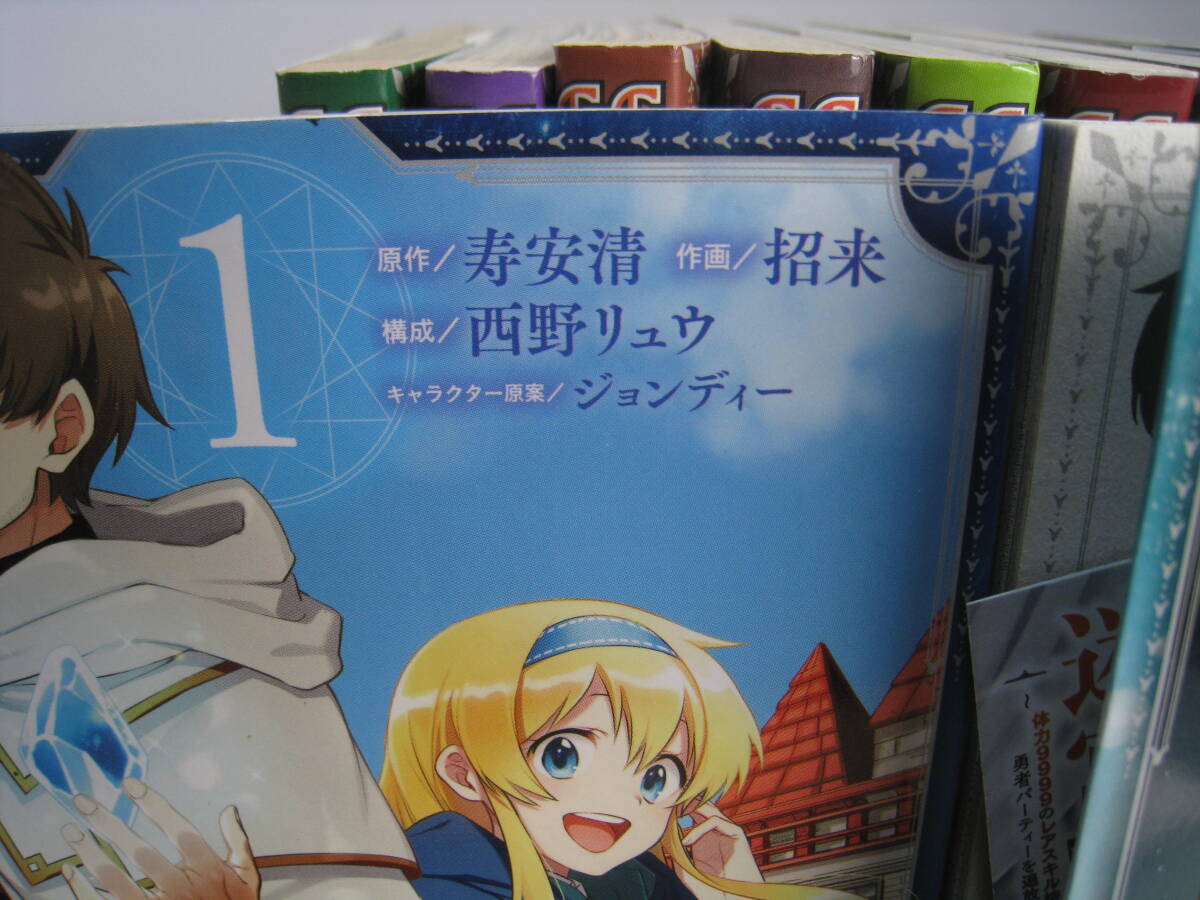 1
原作／寿安清 作画／招来
構成／西野リュウ
キャラクター原案／ジョンディー
～体力9999のレアスキル
勇者パーティーを追放